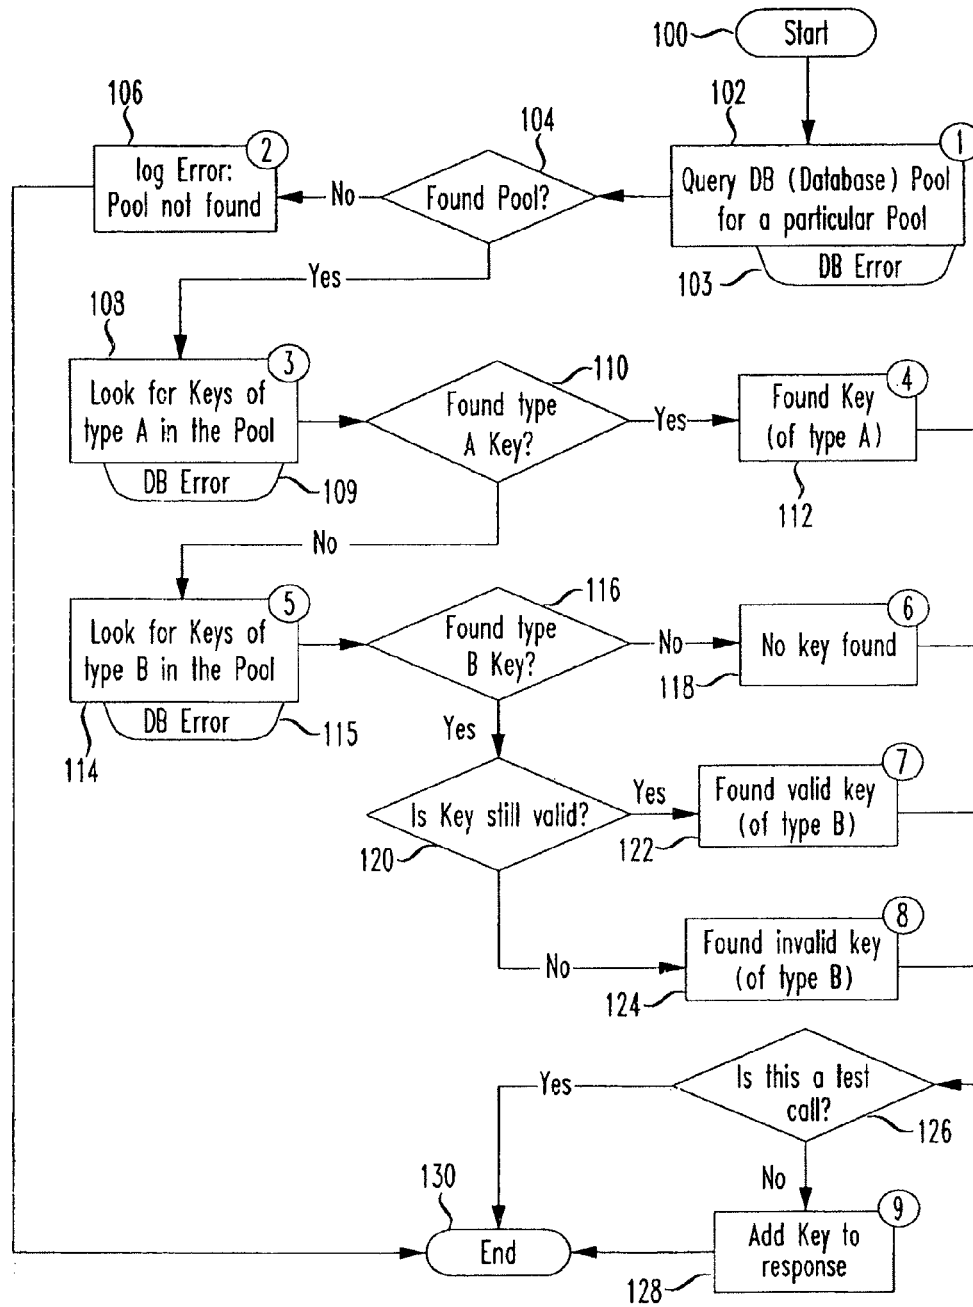 100
Start
106
2
log Error:
Pool not found
104
Found Pool?
No
102
1
Query DB (Database) Pool
for a particular Pool
DB Error
103
Yes
108
3
Look for Keys of
type A in the Pool
DB Error
109
110
Found type
A Key?
Yes
4
Found Key
(of type A)
112
No
5
Look for Keys of
type B in the Pool
DB Error
114
115
116
Found type
B Key?
No
6
No key found
118
Yes
Is Key still valid?
120
Yes
7
Found valid key
(of type B)
122
No
8
Found invalid key
(of type B)
124
Is this a test
call?
126
Yes
No
9
Add Key to
response
128
130
End